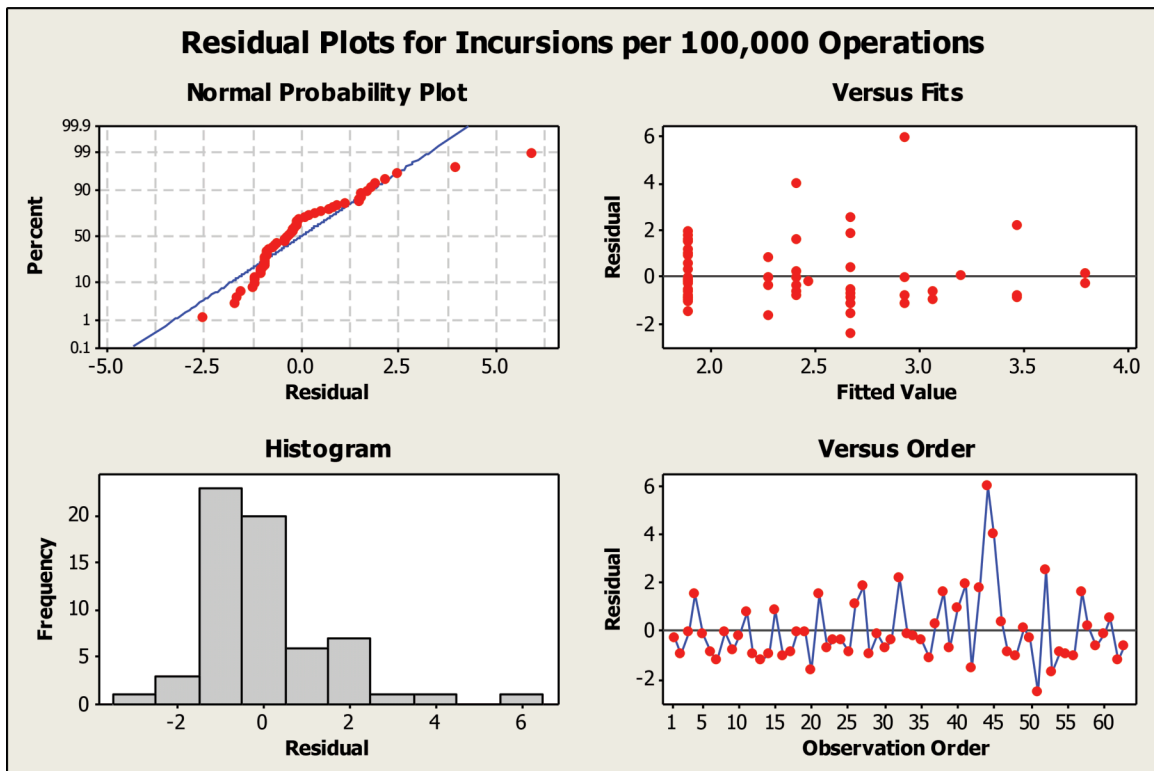 Residual Plots for Incursions per 100,000 Operations
Normal Probability Plot
Percent
99.9
99
90
50
10
1
0.1
-5.0 -2.5 0.0 2.5 5.0
Residual
Versus Fits
Residual
6
4
2
0
-2
2.0 2.5 3.0 3.5 4.0
Fitted Value
Histogram
Frequency
20
15
10
5
0
-2 0 2 4 6
Residual
Versus Order
Residual
6
4
2
0
-2
1 5 10 15 20 25 30 35 40 45 50 55 60
Observation Order